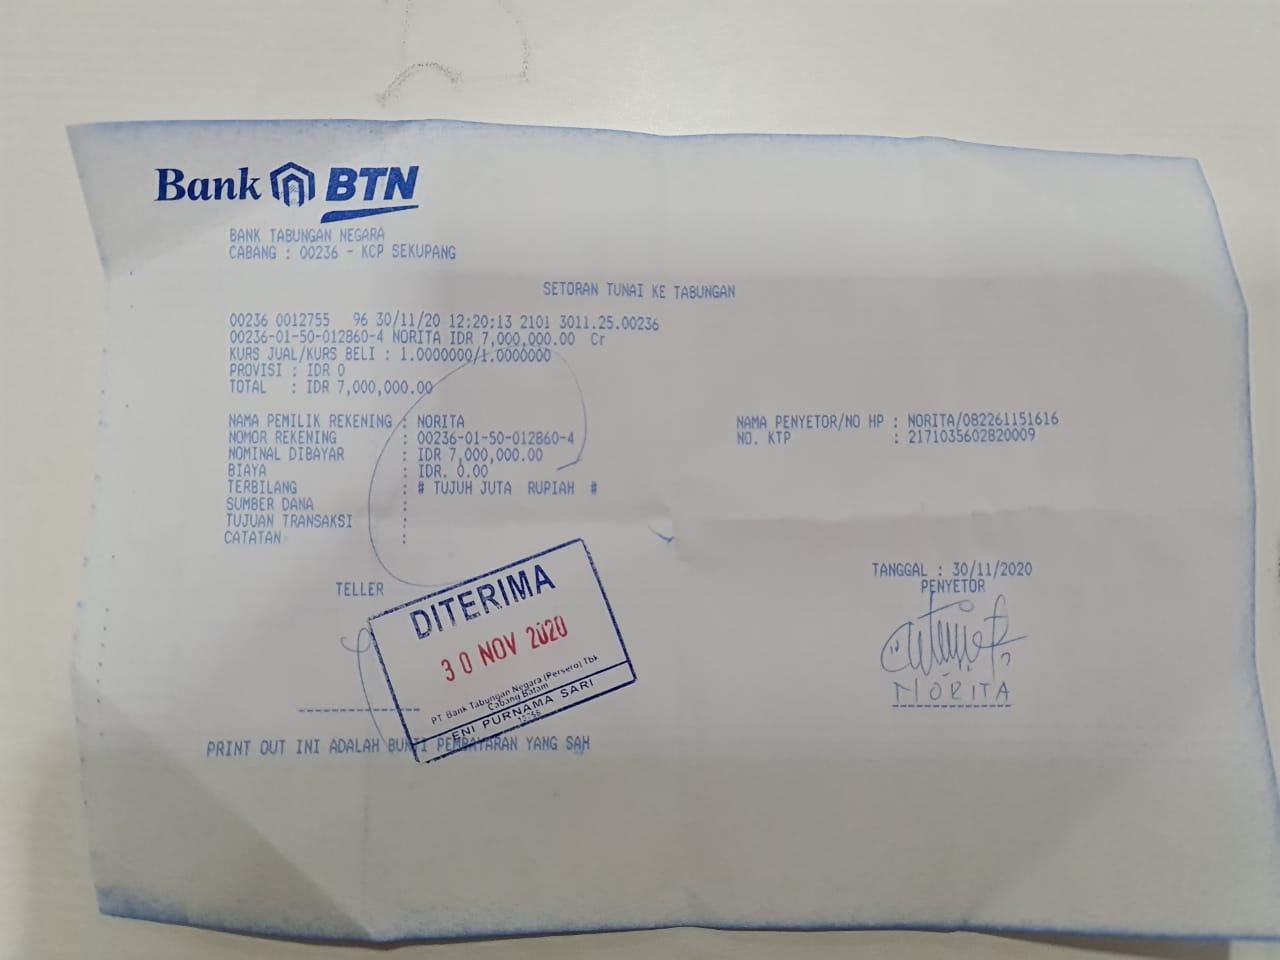 Bank BTN
BANK TABUNGAN NEGARA
CABANG : 00236 - KCP SEKUPANG
SETORAN TUNAI KE TABUNGAN
00236 0012755 96 30/11/20 12:20:13 2101 3011.25.00236
00236-01-50-012860-4 NORITA IDR 7,000,000.00 Cr
KURS JUAL/KURS BELI : 1.0000000/1.0000000
PROVISI : IDR 0
TOTAL : IDR 7,000,000.00
NAMA PEMILIK REKENING : NORITA
NOMOR REKENING : 00236-01-50-012860-4
NOMINAL DIBAYAR : IDR 7,000,000.00
BIAYA : IDR. 0.00
TERBILANG : # TUJUH JUTA RUPIAH #
SUMBER DANA :
TUJUAN TRANSAKSI :
CATATAN :
NAMA PENYETOR/NO HP : NORITA/082261151616
NO. KTP : 2171035602820009
TELLER
DITERIMA
30 NOV 2020
PT Bank Tabungan Negara (Persero) Tbk
Cabang Batam
ENI PURNAMA SARI
TANGGAL : 30/11/2020
PENYETOR
NORITA
PRINT OUT INI ADALAH BUKTI PEMBAYARAN YANG SAH